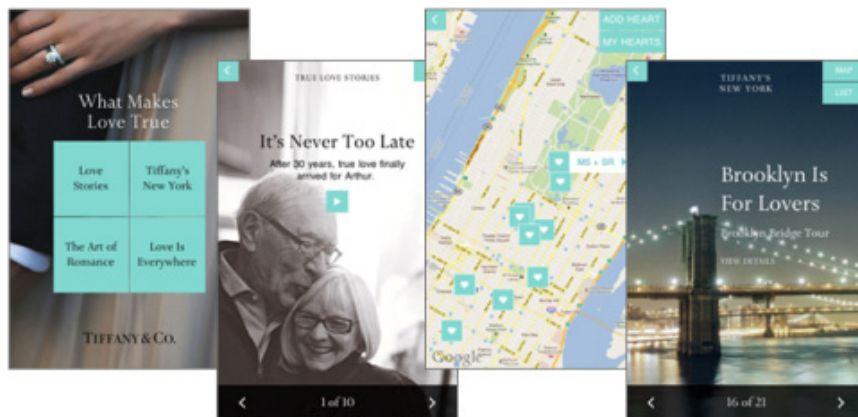 What Makes
Love True
Love
Stories
Tiffany's
New York
The Art of
Romance
Love Is
Everywhere
TIFFANY & CO.
TRUE LOVE STORIES
It's Never Too Late
After 30 years, true love finally
arrived for Arthur.
1 of 10
ADD HEART
MY HEARTS
MS + SR
Google
TIFFANY'S
NEW YORK
MAP
LIST
Brooklyn Is
For Lovers
Brooklyn Bridge Tour
VIEW DETAILS
16 of 21